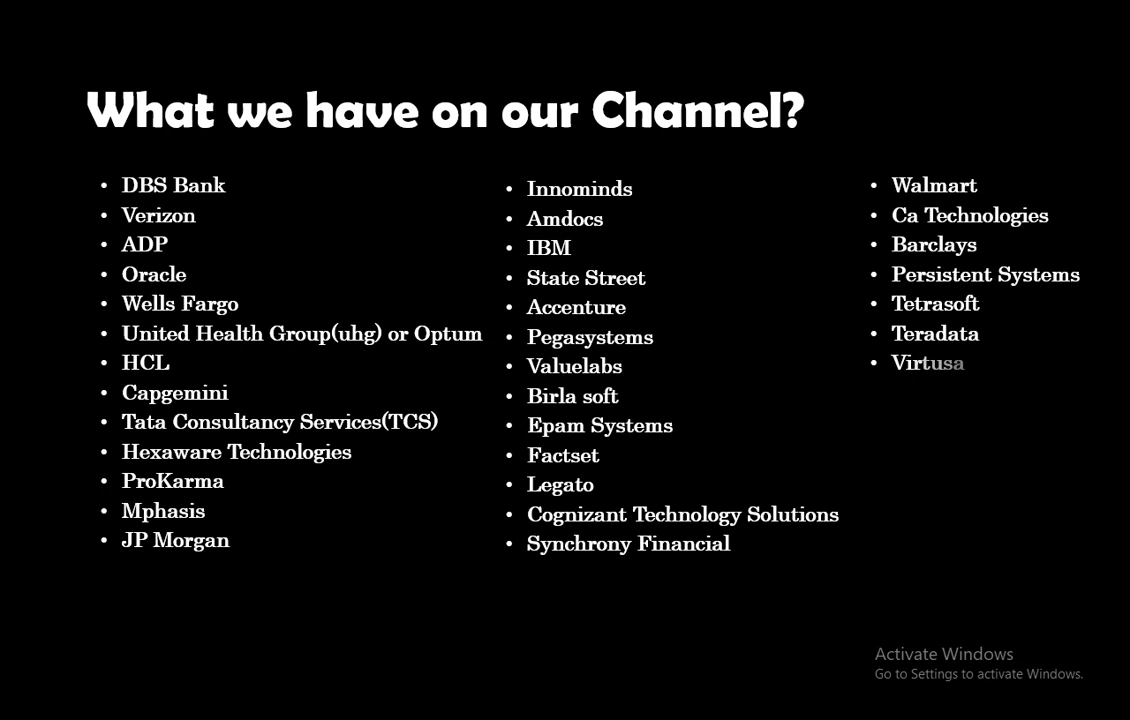 What we have on our Channel?
• DBS Bank
• Verizon
• ADP
• Oracle
• Wells Fargo
• United Health Group(uhg) or Optum
• HCL
• Capgemini
• Tata Consultancy Services(TCS)
• Hexaware Technologies
• ProKarma
• Mphasis
• JP Morgan
• Innominds
• Amdocs
• IBM
• State Street
• Accenture
• Pegasystems
• Valuelabs
• Birla soft
• Epam Systems
• Factset
• Legato
• Cognizant Technology Solutions
• Synchrony Financial
• Walmart
• Ca Technologies
• Barclays
• Persistent Systems
• Tetrasoft
• Teradata
• Virtusa
Activate Windows
Go to Settings to activate Windows.